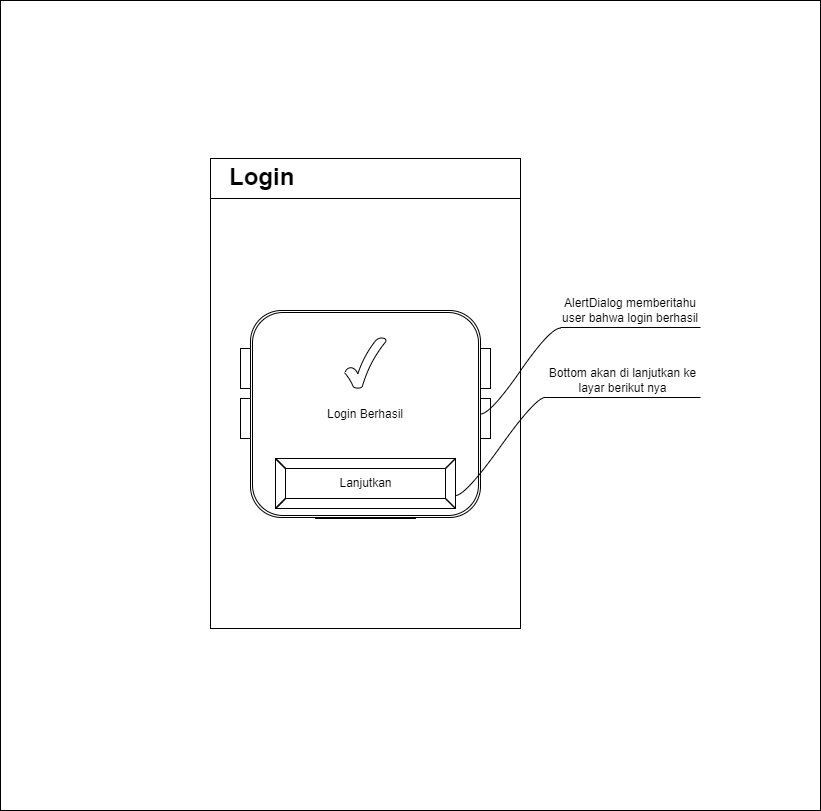 Login
AlertDialog memberitahu
user bahwa login berhasil
Bottom akan di lanjutkan ke
layar berikut nya
Login Berhasil
Lanjutkan